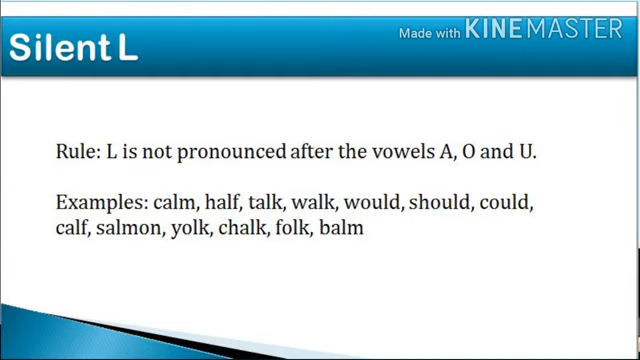 Silent L
Made with KINEMASTER
Rule: L is not pronounced after the vowels A, O and U.
Examples: calm, half, talk, walk, would, should, could,
calf, salmon, yolk, chalk, folk, balm